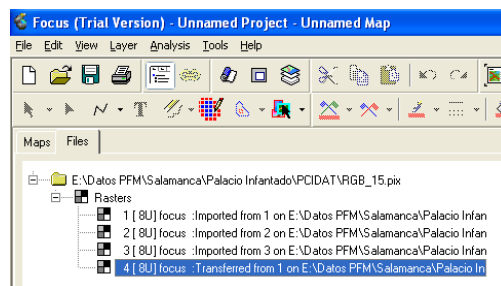 Focus (Trial Version) - Unnamed Project - Unnamed Map
File Edit View Layer Analysis Tools Help
Maps Files
E:\Datos PFM\Salamanca\Palacio Infantado\PCIDAT\RGB_15.pix
Rasters
1 [ 8U] focus :Imported from 1 on E:\Datos PFM\Salamanca\Palacio Infan
2 [ 8U] focus :Imported from 2 on E:\Datos PFM\Salamanca\Palacio Infan
3 [ 8U] focus :Imported from 3 on E:\Datos PFM\Salamanca\Palacio Infan
4 [ 8U] focus :Transferred from 1 on E:\Datos PFM\Salamanca\Palacio In